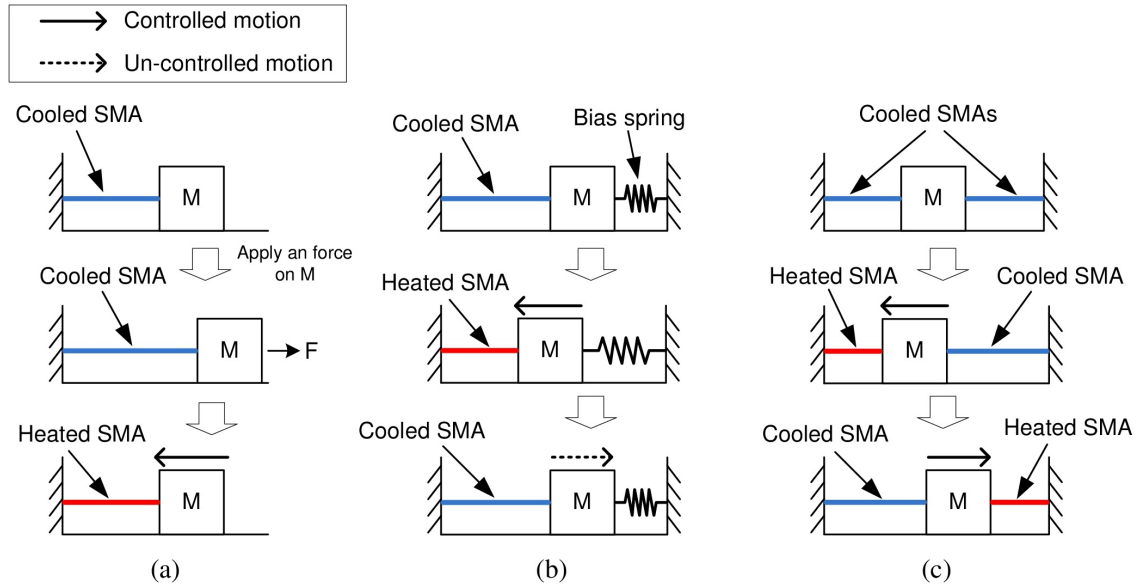 Controlled motion
Un-controlled motion
Cooled SMA
M
Apply an force
on M
Cooled SMA
M
F
Heated SMA
M
(a)
Cooled SMA
Bias spring
M
Heated SMA
M
Cooled SMA
M
(b)
Cooled SMAs
M
Heated SMA
Cooled SMA
M
Cooled SMA
Heated SMA
M
(c)